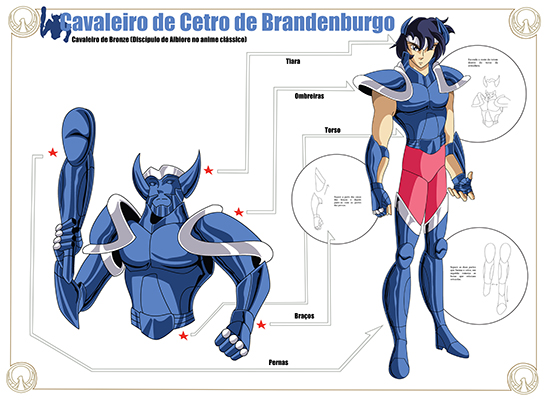 Cavaleiro de Cetro de Brandenburgo
Cavaleiro de Bronze (Discípulo de Albiore no anime clássico)
Tiara
Ombreiras
Torso
Braços
Pernas